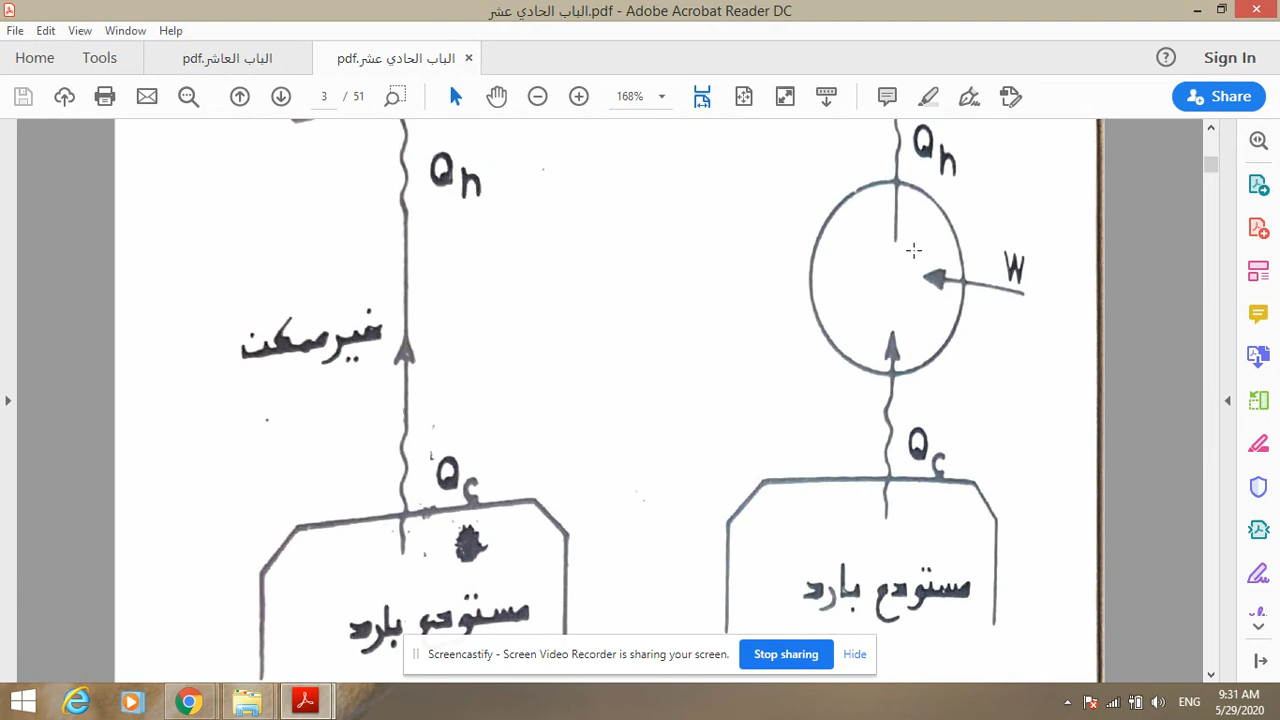 الباب الحادي عشر.pdf - Adobe Acrobat Reader DC
File Edit View Window Help
Home Tools الباب العاشر.pdf الباب الحادي عشر.pdf Sign In
3 / 51 168% Share
Qh Qh
W
غير ممكن
Qc Qc
مستودع بارد مستودع بارد
Screencastify - Screen Video Recorder is sharing your screen. Stop sharing Hide
ENG 9:31 AM
5/29/2020